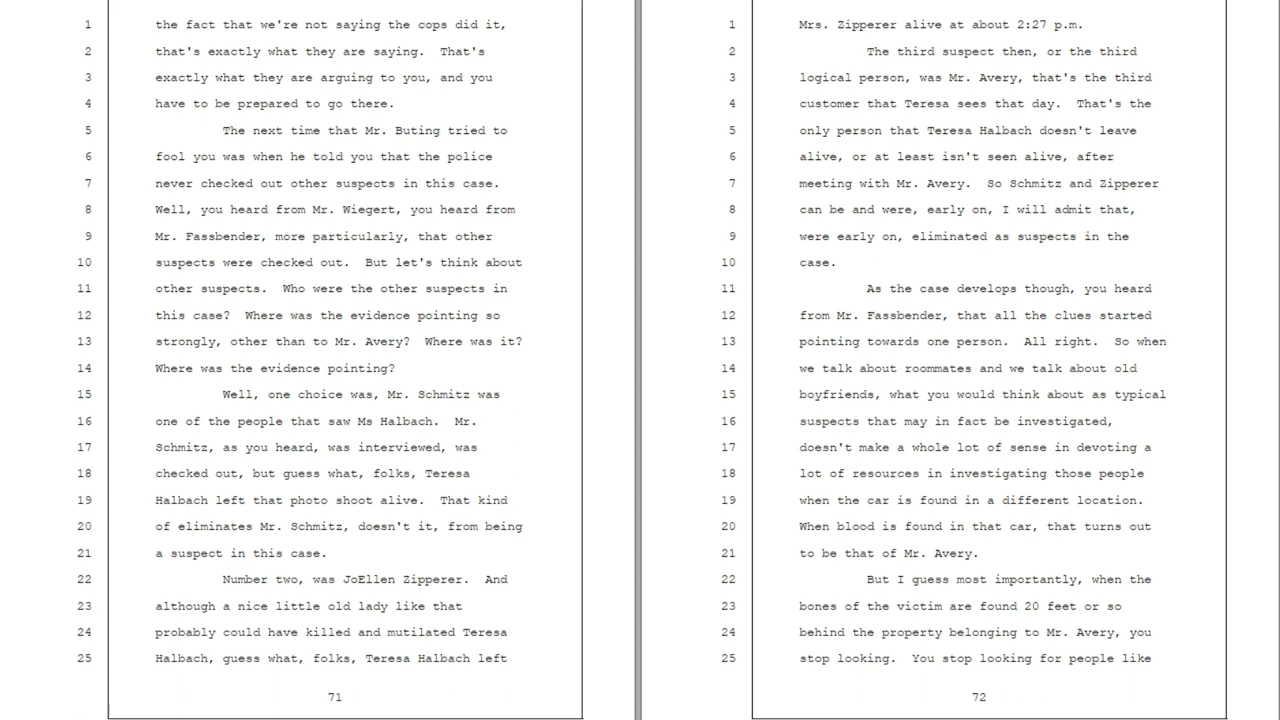 1 the fact that we're not saying the cops did it,
2 that's exactly what they are saying. That's
3 exactly what they are arguing to you, and you
4 have to be prepared to go there.
5 The next time that Mr. Buting tried to
6 fool you was when he told you that the police
7 never checked out other suspects in this case.
8 Well, you heard from Mr. Wiegert, you heard from
9 Mr. Fassbender, more particularly, that other
10 suspects were checked out. But let's think about
11 other suspects. Who were the other suspects in
12 this case? Where was the evidence pointing so
13 strongly, other than to Mr. Avery? Where was it?
14 Where was the evidence pointing?
15 Well, one choice was, Mr. Schmitz was
16 one of the people that saw Ms Halbach. Mr.
17 Schmitz, as you heard, was interviewed, was
18 checked out, but guess what, folks, Teresa
19 Halbach left that photo shoot alive. That kind
20 of eliminates Mr. Schmitz, doesn't it, from being
21 a suspect in this case.
22 Number two, was JoEllen Zipperer. And
23 although a nice little old lady like that
24 probably could have killed and mutilated Teresa
25 Halbach, guess what, folks, Teresa Halbach left
71
1 Mrs. Zipperer alive at about 2:27 p.m.
2 The third suspect then, or the third
3 logical person, was Mr. Avery, that's the third
4 customer that Teresa sees that day. That's the
5 only person that Teresa Halbach doesn't leave
6 alive, or at least isn't seen alive, after
7 meeting with Mr. Avery. So Schmitz and Zipperer
8 can be and were, early on, I will admit that,
9 were early on, eliminated as suspects in the
10 case.
11 As the case develops though, you heard
12 from Mr. Fassbender, that all the clues started
13 pointing towards one person. All right. So when
14 we talk about roommates and we talk about old
15 boyfriends, what you would think about as typical
16 suspects that may in fact be investigated,
17 doesn't make a whole lot of sense in devoting a
18 lot of resources in investigating those people
19 when the car is found in a different location.
20 When blood is found in that car, that turns out
21 to be that of Mr. Avery.
22 But I guess most importantly, when the
23 bones of the victim are found 20 feet or so
24 behind the property belonging to Mr. Avery, you
25 stop looking. You stop looking for people like
72